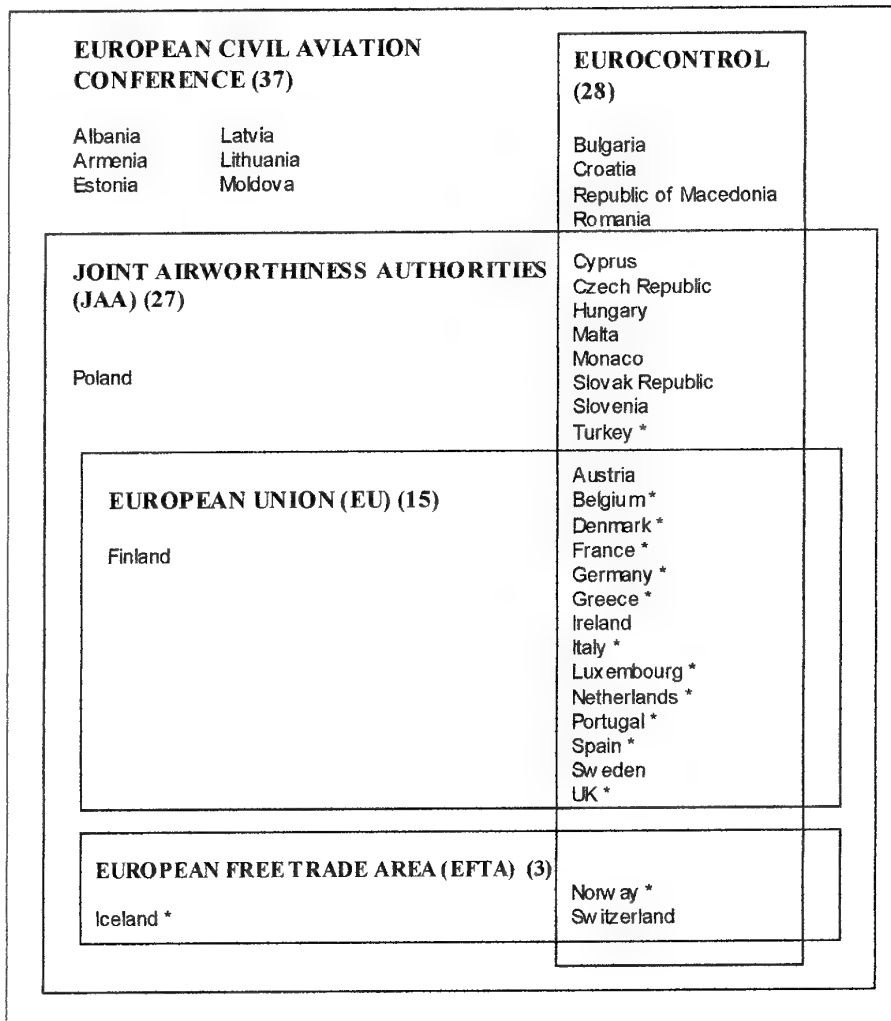 EUROPEAN CIVIL AVIATION
CONFERENCE (37)
Albania Latvia
Armenia Lithuania
Estonia Moldova
EUROCONTROL
(28)
Bulgaria
Croatia
Republic of Macedonia
Romania
JOINT AIRWORTHINESS AUTHORITIES
(JAA) (27)
Poland
Cyprus
Czech Republic
Hungary
Malta
Monaco
Slovak Republic
Slovenia
Turkey *
EUROPEAN UNION (EU) (15)
Finland
Austria
Belgium *
Denmark *
France *
Germany *
Greece *
Ireland
Italy *
Luxembourg *
Netherlands *
Portugal *
Spain *
Sweden
UK *
EUROPEAN FREE TRADE AREA (EFTA) (3)
Iceland *
Norway *
Switzerland